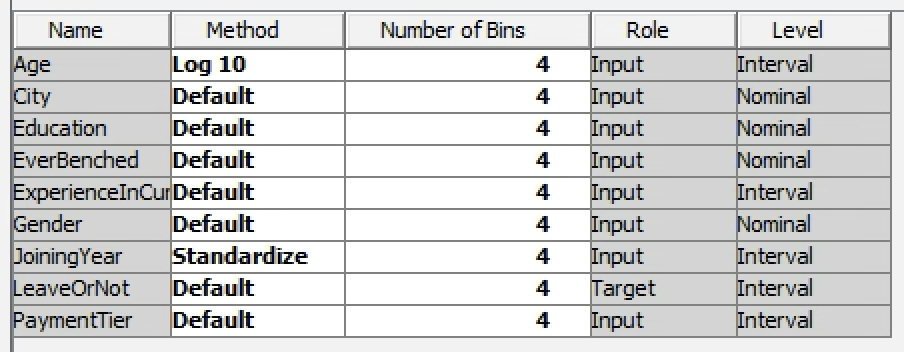 Name Method Number of Bins Role Level
Age Log 10 4 Input Interval
City Default 4 Input Nominal
Education Default 4 Input Nominal
EverBenched Default 4 Input Nominal
ExperienceInCur Default 4 Input Interval
Gender Default 4 Input Nominal
JoiningYear Standardize 4 Input Interval
LeaveOrNot Default 4 Target Interval
PaymentTier Default 4 Input Interval